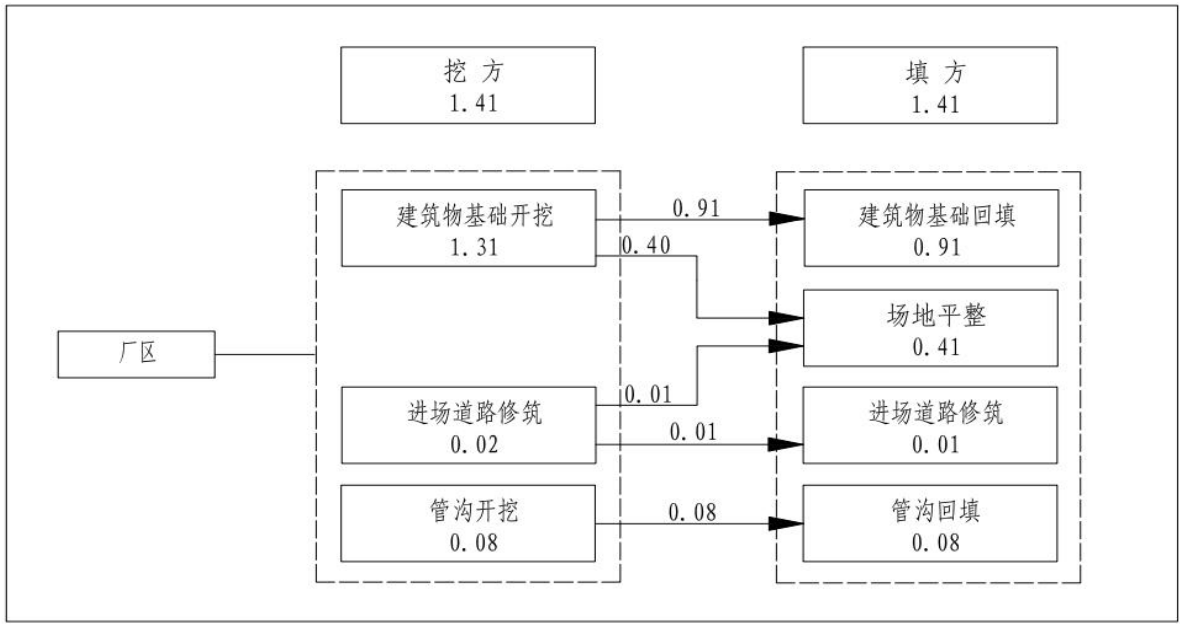 挖 方
1.41
填 方
1.41
建筑物基础开挖
1.31
0.91
0.40
建筑物基础回填
0.91
场地平整
0.41
厂区
进场道路修筑
0.02
0.01
0.01
进场道路修筑
0.01
管沟开挖
0.08
0.08
管沟回填
0.08